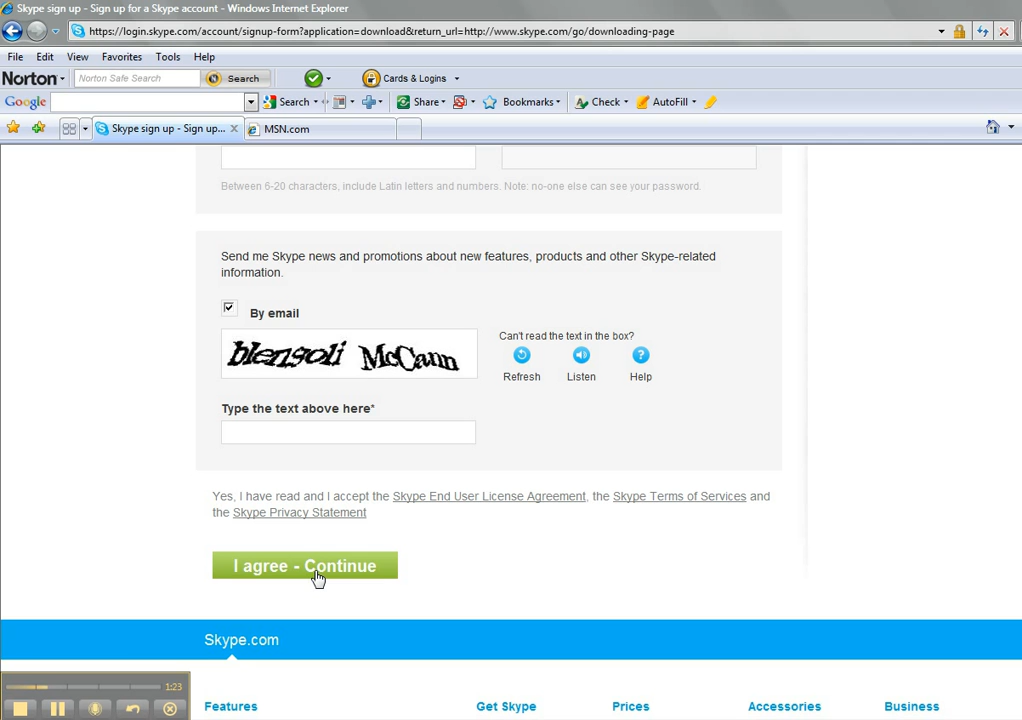 Skype sign up - Sign up for a Skype account - Windows Internet Explorer
https://login.skype.com/account/signup-form?application=download&return_url=http://www.skype.com/go/downloading-page
File Edit View Favorites Tools Help
Norton Norton Safe Search Search Cards & Logins
Google Search Share Bookmarks Check AutoFill
Skype sign up - Sign up... MSN.com
Between 6-20 characters, include Latin letters and numbers. Note: no-one else can see your password.
Send me Skype news and promotions about new features, products and other Skype-related
information.
By email
blensoli McCann
Can't read the text in the box?
Refresh Listen Help
Type the text above here*
Yes, I have read and I accept the Skype End User License Agreement, the Skype Terms of Services and
the Skype Privacy Statement
I agree - Continue
Skype.com
1:23
Features Get Skype Prices Accessories Business